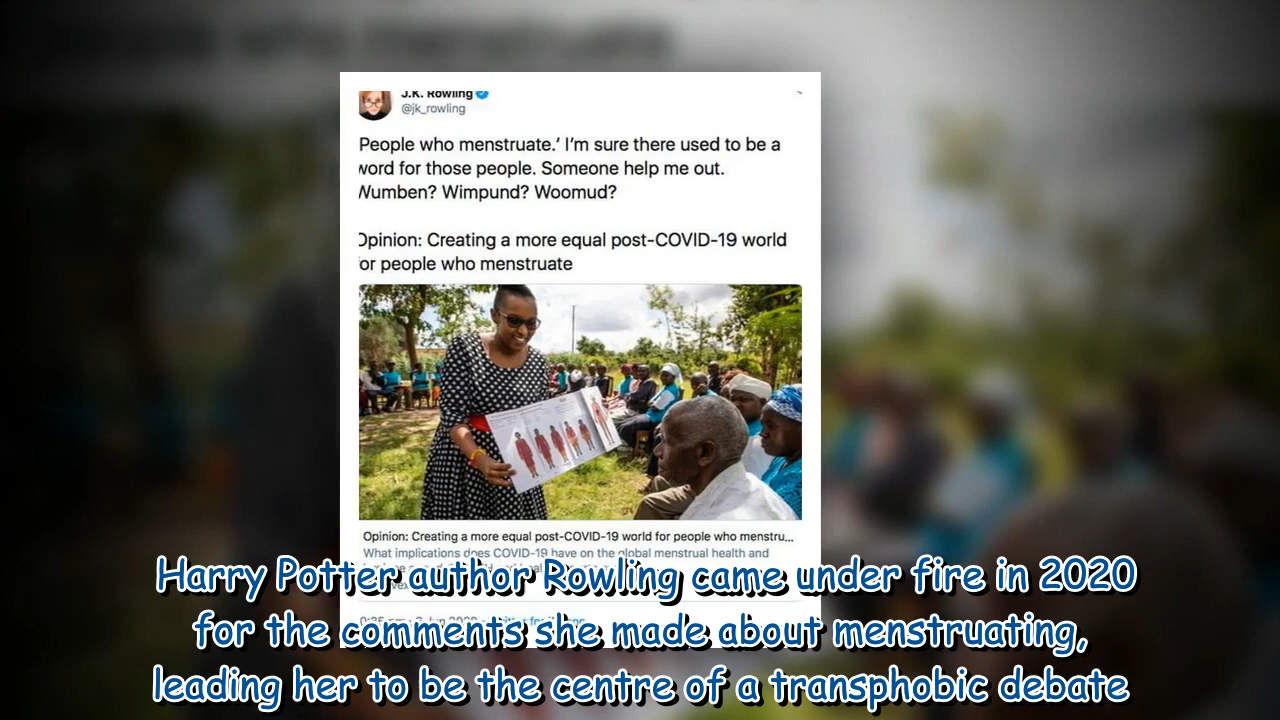 J.K. Rowling
@jk_rowling
People who menstruate.’ I’m sure there used to be a
word for those people. Someone help me out.
Wumben? Wimpund? Woomud?
Opinion: Creating a more equal post-COVID-19 world
for people who menstruate
Opinion: Creating a more equal post-COVID-19 world for people who menstru...
What implications does COVID-19 have on the global menstrual health and
Harry Potter author Rowling came under fire in 2020
for the comments she made about menstruating,
leading her to be the centre of a transphobic debate